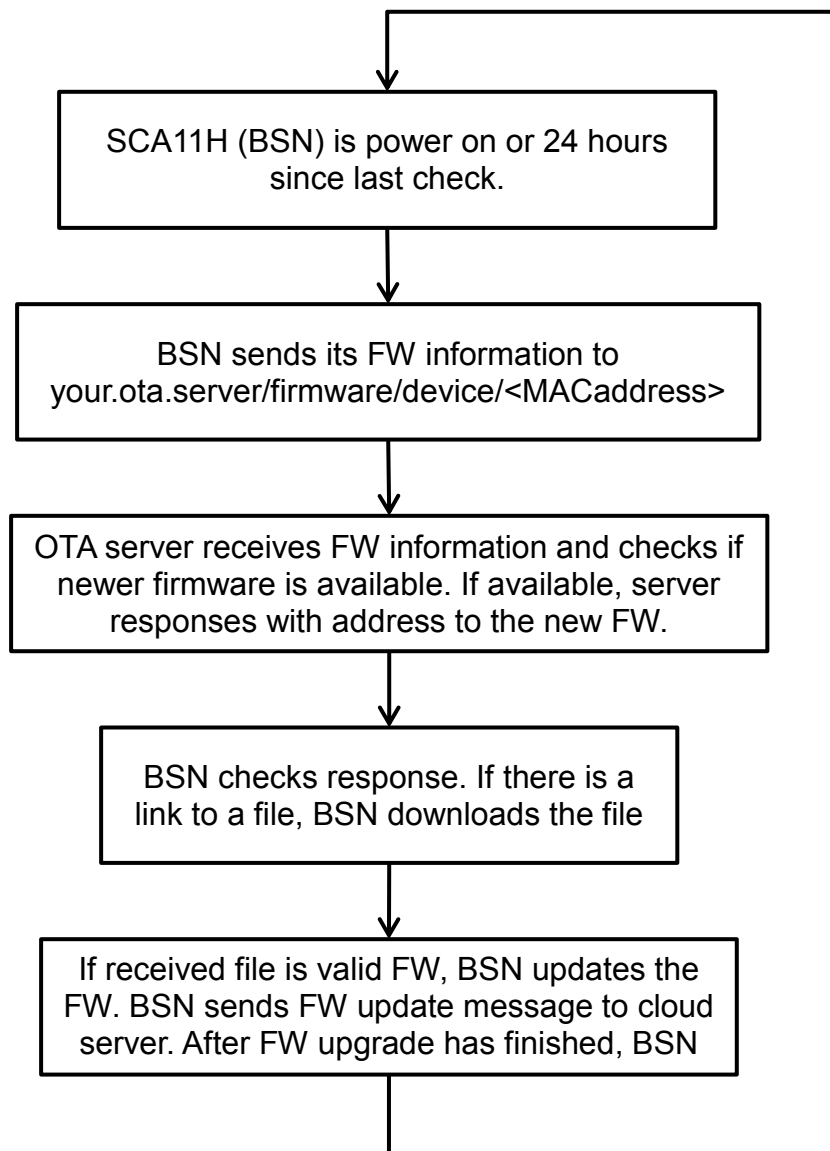 SCA11H (BSN) is power on or 24 hours
since last check.
BSN sends its FW information to
your.ota.server/firmware/device/<MACaddress>
OTA server receives FW information and checks if
newer firmware is available. If available, server
responses with address to the new FW.
BSN checks response. If there is a
link to a file, BSN downloads the file
If received file is valid FW, BSN updates the
FW. BSN sends FW update message to cloud
server. After FW upgrade has finished, BSN